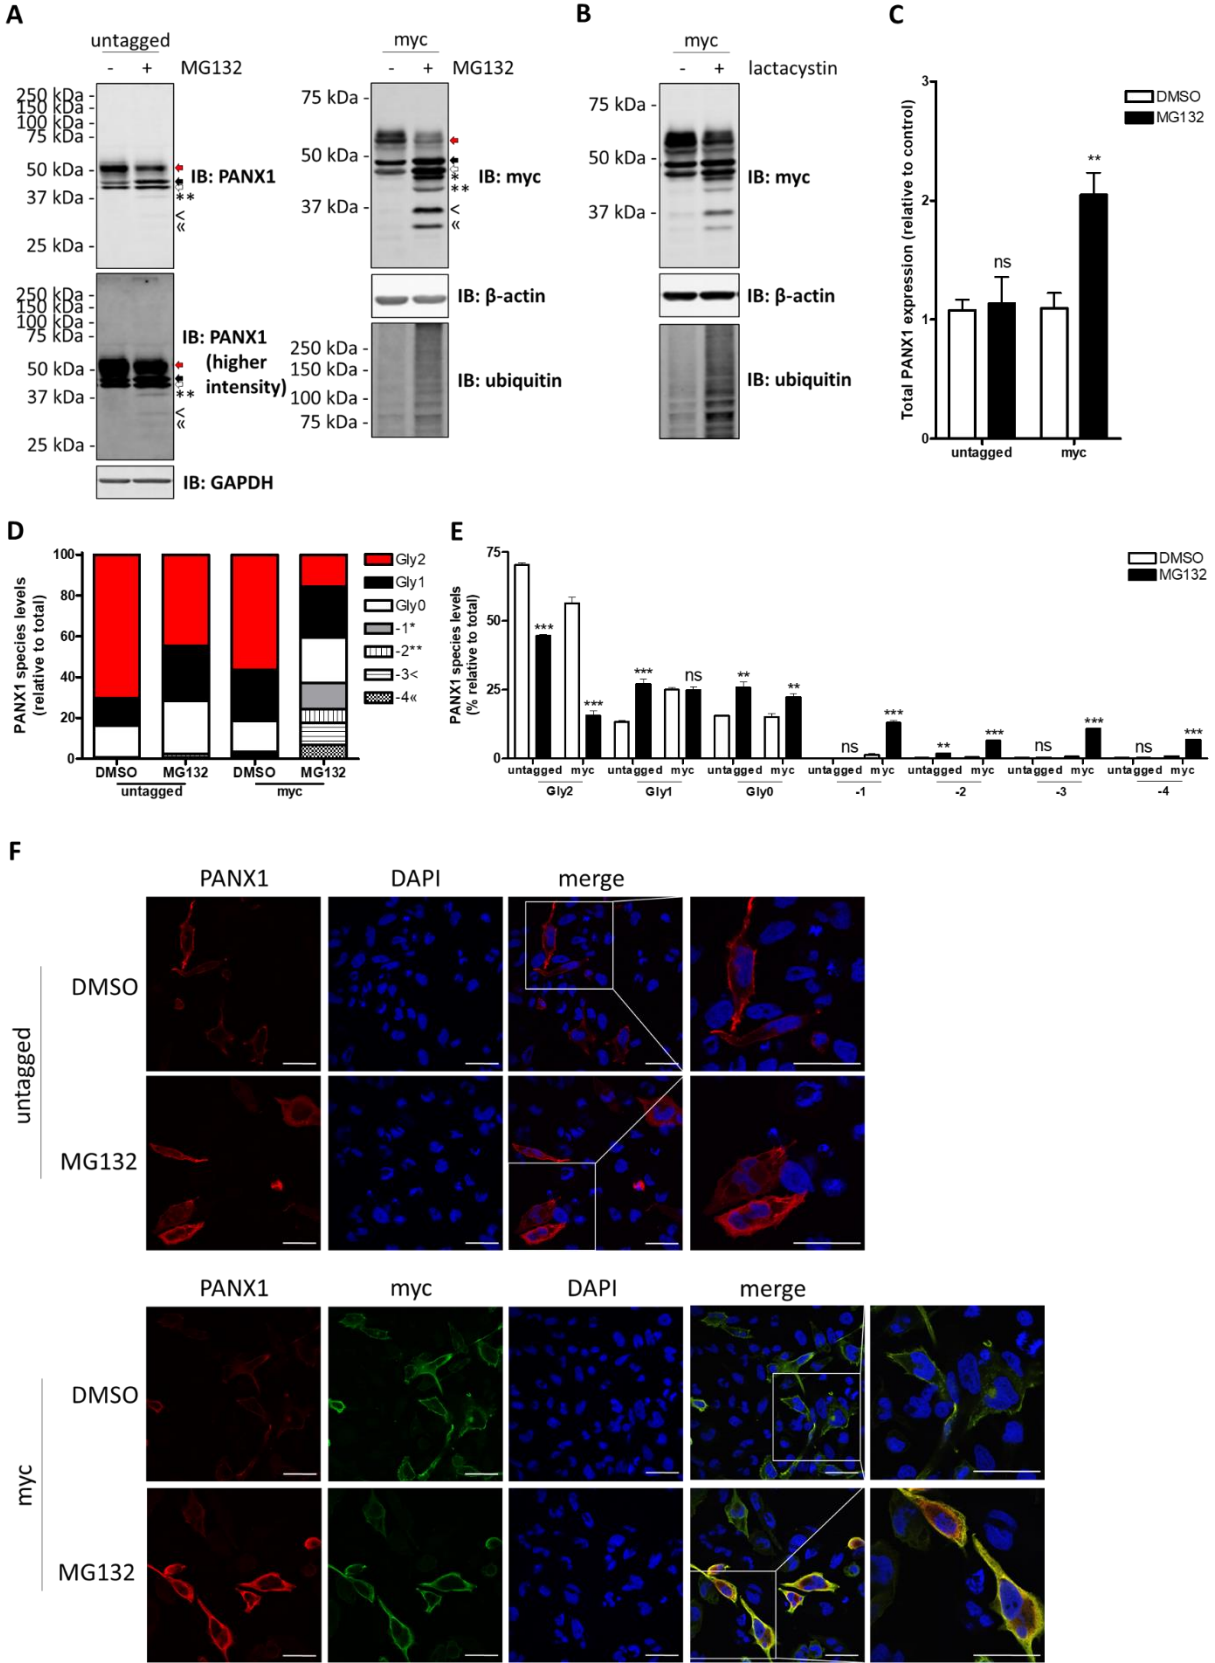 A
untagged
- + MG132
250 kDa -
150 kDa -
100 kDa -
75 kDa -
50 kDa -
37 kDa -
25 kDa -
IB: PANX1
**
<
«
250 kDa -
150 kDa -
100 kDa -
75 kDa -
50 kDa -
37 kDa -
25 kDa -
IB: PANX1
(higher
intensity)
**
<
«
IB: GAPDH
myc
- + MG132
75 kDa -
50 kDa -
37 kDa -
*
**
<
«
IB: myc
IB: β-actin
250 kDa -
150 kDa -
100 kDa -
75 kDa -
IB: ubiquitin
B
myc
- + lactacystin
75 kDa -
50 kDa -
37 kDa -
IB: myc
IB: β-actin
IB: ubiquitin
C
Total PANX1 expression (relative to control)
3
2
1
0
ns
**
untagged myc
DMSO
MG132
D
PANX1 species levels
(relative to total)
100
80
60
40
20
0
DMSO MG132 DMSO MG132
untagged myc
Gly2
Gly1
Gly0
-1*
-2**
-3<
-4«
E
PANX1 species levels
(% relative to total)
75
50
25
0
*** *** *** ns ** ** ns *** ** *** ns *** ns ***
untagged myc untagged myc untagged myc untagged myc untagged myc untagged myc untagged myc
Gly2 Gly1 Gly0 -1 -2 -3 -4
DMSO
MG132
F
PANX1 DAPI merge
untagged
DMSO
MG132
PANX1 myc DAPI merge
myc
DMSO
MG132